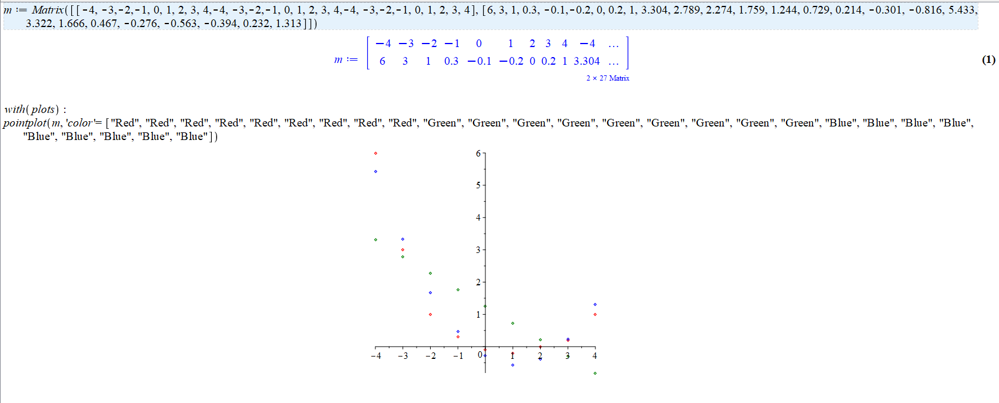 m := Matrix([[-4, -3,-2,-1, 0, 1, 2, 3, 4,-4, -3,-2,-1, 0, 1, 2, 3, 4,-4, -3,-2,-1, 0, 1, 2, 3, 4], [6, 3, 1, 0.3, -0.1,-0.2, 0, 0.2, 1, 3.304, 2.789, 2.274, 1.759, 1.244, 0.729, 0.214, -0.301, -0.816, 5.433,
3.322, 1.666, 0.467, -0.276, -0.563, -0.394, 0.232, 1.313]])
-4 -3 -2 -1 0 1 2 3 4 -4 ...
m :=
6 3 1 0.3 -0.1 -0.2 0 0.2 1 3.304 ...
(1)
2 × 27 Matrix
with(plots) :
pointplot(m, 'color'= ["Red", "Red", "Red", "Red", "Red", "Red", "Red", "Red", "Red", "Green", "Green", "Green", "Green", "Green", "Green", "Green", "Green", "Green", "Blue", "Blue", "Blue", "Blue",
"Blue", "Blue", "Blue", "Blue", "Blue"])
6
5
4
3
2
1
-4 -3 -2 -1 0 1 2 3 4